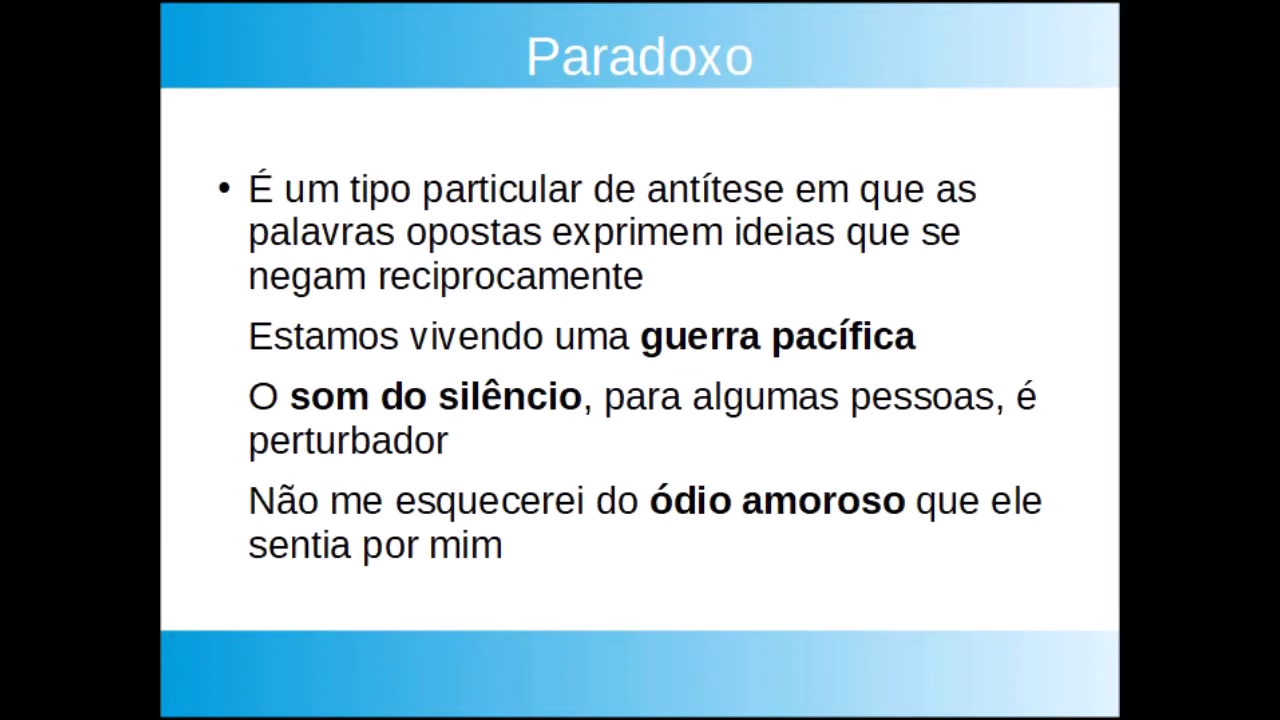 Paradoxo
• É um tipo particular de antítese em que as
palavras opostas exprimem ideias que se
negam reciprocamente
Estamos vivendo uma guerra pacífica
O som do silêncio, para algumas pessoas, é
perturbador
Não me esquecerei do ódio amoroso que ele
sentia por mim